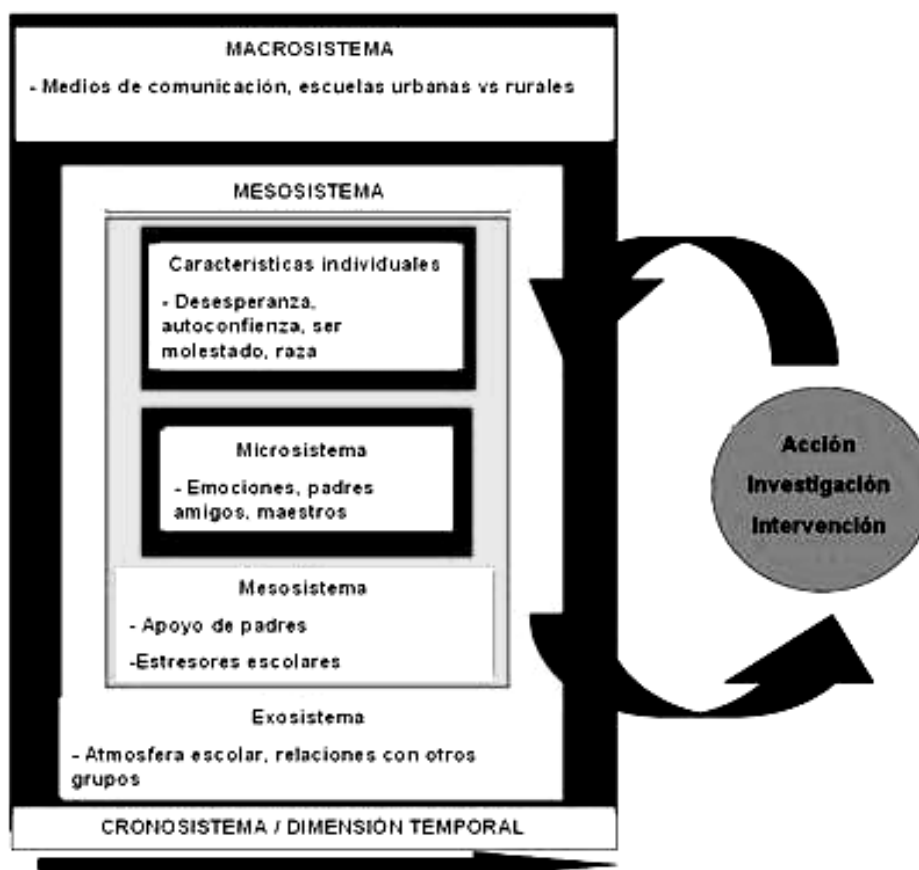 MACROSISTEMA
- Medios de comunicación, escuelas urbanas vs rurales
MESOSISTEMA
Características individuales
- Desesperanza,
autoconfienza, ser
molestado, raza
Microsistema
- Emociones, padres
amigos, maestros
Mesosistema
- Apoyo de padres
-Estresores escolares
Exosistema
- Atmosfera escolar, relaciones con otros
grupos
CRONOSISTEMA / DIMENSIÓN TEMPORAL
Acción
Investigación
Intervención